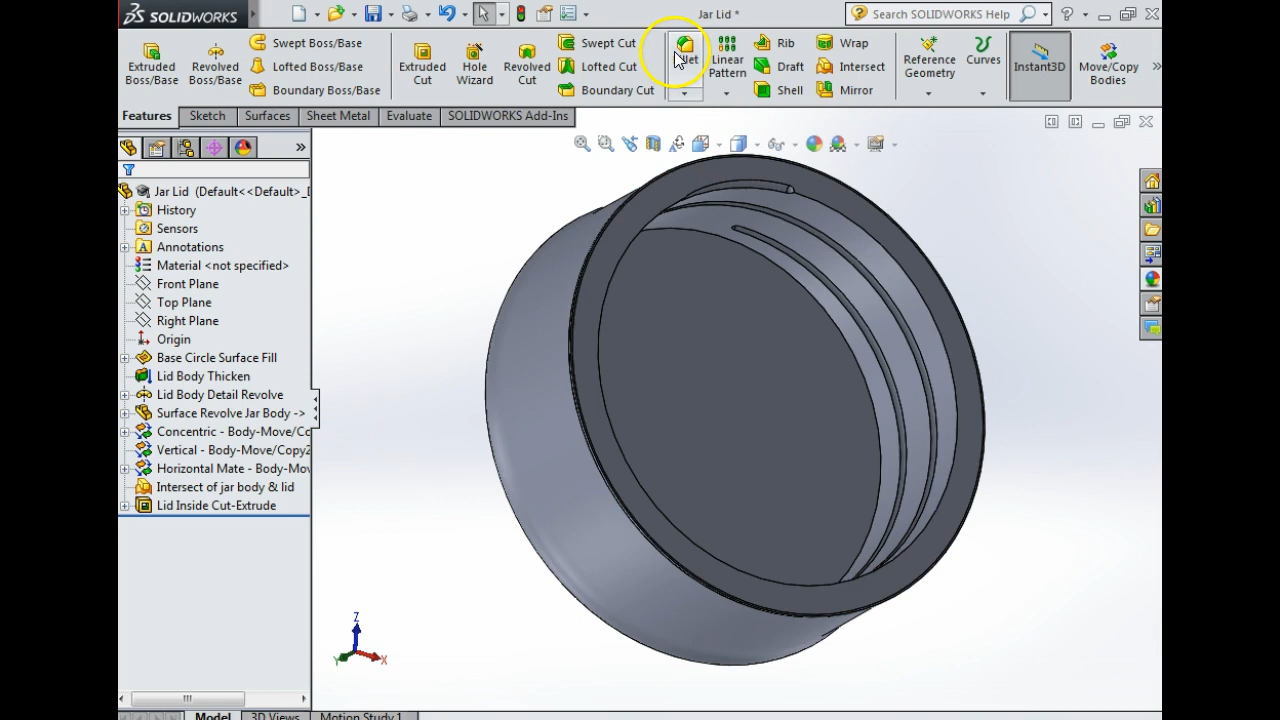 SOLIDWORKS
Jar Lid *
Search SOLIDWORKS Help
Extruded Boss/Base
Revolved Boss/Base
Swept Boss/Base
Lofted Boss/Base
Boundary Boss/Base
Extruded Cut
Hole Wizard
Revolved Cut
Swept Cut
Lofted Cut
Boundary Cut
Linear Pattern
Rib
Draft
Shell
Wrap
Intersect
Mirror
Reference Geometry
Curves
Instant3D
Move/Copy Bodies
Features
Sketch
Surfaces
Sheet Metal
Evaluate
SOLIDWORKS Add-Ins
Jar Lid (Default<<Default>_
History
Sensors
Annotations
Material <not specified>
Front Plane
Top Plane
Right Plane
Origin
Base Circle Surface Fill
Lid Body Thicken
Lid Body Detail Revolve
Surface Revolve Jar Body ->
Concentric - Body-Move/Co
Vertical - Body-Move/Copy2
Horizontal Mate - Body-Mov
Intersect of jar body & lid
Lid Inside Cut-Extrude
Z
Y
X
Model
3D Views
Motion Study 1